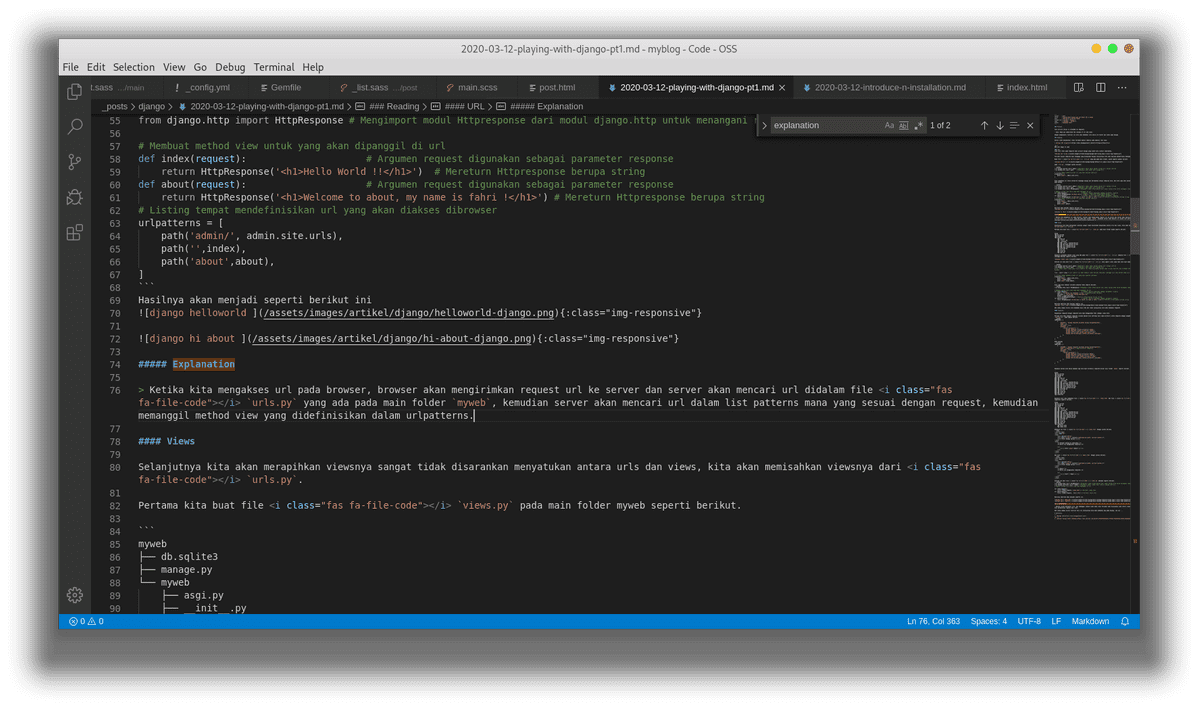 2020-03-12-playing-with-django-pt1.md - myblog - Code - OSS
File Edit Selection View Go Debug Terminal Help
t.sass .../main ! _config.yml Gemfile _list.sass .../post main.scss post.html 2020-03-12-playing-with-django-pt1.md 2020-03-12-introduce-n-installation.md index.html
_posts > django > 2020-03-12-playing-with-django-pt1.md > ### Reading > #### URL > ##### Explanation
explanation Aa Abl .* 1 of 2
55 from django.http import HttpResponse # Mengimport modul Httpresponse dari modul django.http untuk menangani
56
57 # Membuat method view untuk yang akan dipanggil di url
58 def index(request): # Argumen request digunakan sebagai parameter response
59 return HttpResponse('<h1>Hello World !!</h1>') # Mereturn Httpresponse berupa string
60 def about(request): # Argumen request digunakan sebagai parameter response
61 return HttpResponse('<h1>Welcome to about, my name is fahri !</h1>') # Mereturn Httpresponse berupa string
62 # Listing tempat mendefinisikan url yang akan diakses dibrowser
63 urlpatterns = [
64 path('admin/', admin.site.urls),
65 path('',index),
66 path('about',about),
67 ]
68 ```
69 Hasilnya akan menjadi seperti berikut ini
70 ![django helloworld ](/assets/images/artikel/django/helloworld-django.png){:class="img-responsive"}
71
72 ![django hi about ](/assets/images/artikel/django/hi-about-django.png){:class="img-responsive"}
73
74 ##### Explanation
75
76 > Ketika kita mengakses url pada browser, browser akan mengirimkan request url ke server dan server akan mencari url didalam file <i class="fas
fa-file-code"></i> `urls.py` yang ada pada main folder `myweb`, kemudian server akan mencari url dalam list patterns mana yang sesuai dengan request, kemudian
memanggil method view yang didefinisikan dalam urlpatterns.
77
78 #### Views
79
80 Selanjutnya kita akan merapihkan viewsnya sangat tidak disarankan menyatukan antara urls dan views, kita akan memisahkan viewsnya dari <i class="fas
fa-file-code"></i> `urls.py`.
81
82 Pertama kita buat file <i class="fas fa-file-code"></i> `views.py` pada main folder myweb seperti berikut.
83
84 ```
85 myweb
86 ├── db.sqlite3
87 ├── manage.py
88 └── myweb
89 ├── asgi.py
90 ├── __init__.py
0 0 Ln 76, Col 363 Spaces: 4 UTF-8 LF Markdown